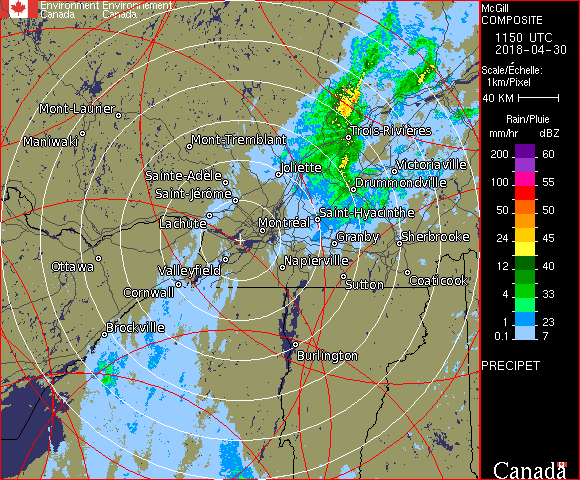 Environment Environnement
Canada Canada
McGill
COMPOSITE
1150 UTC
2018-04-30
Scale/Échelle:
1km/Pixel
40 KM
Rain/Pluie
mm/hr dBZ
200 60
100 55
50 50
24 45
12 40
4 33
1 23
0.1 7
PRECIPET
Canada
Mont-Laurier
Maniwaki
Mont-Tremblant
Trois-Rivières
Joliette
Victoriaville
Sainte-Adèle
Drummondville
Saint-Jérôme
Saint-Hyacinthe
Lachute
Montréal
Granby
Sherbrooke
Ottawa
Valleyfield
Napierville
Cornwall
Sutton
Coaticook
Brockville
Burlington